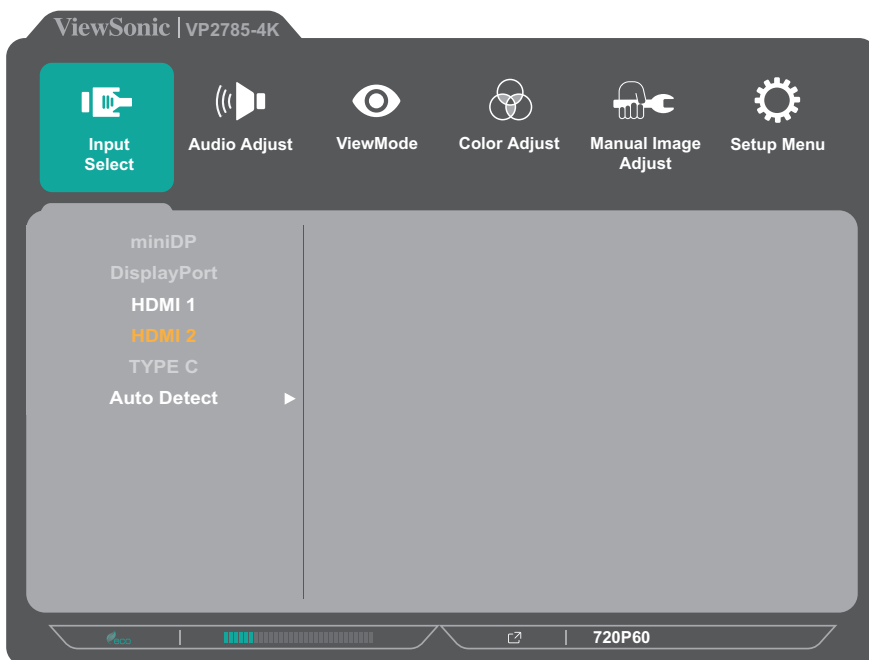 ViewSonic | VP2785-4K
Input Select
Audio Adjust
ViewMode
Color Adjust
Manual Image Adjust
Setup Menu
miniDP
DisplayPort
HDMI 1
HDMI 2
TYPE C
Auto Detect
eco
720P60